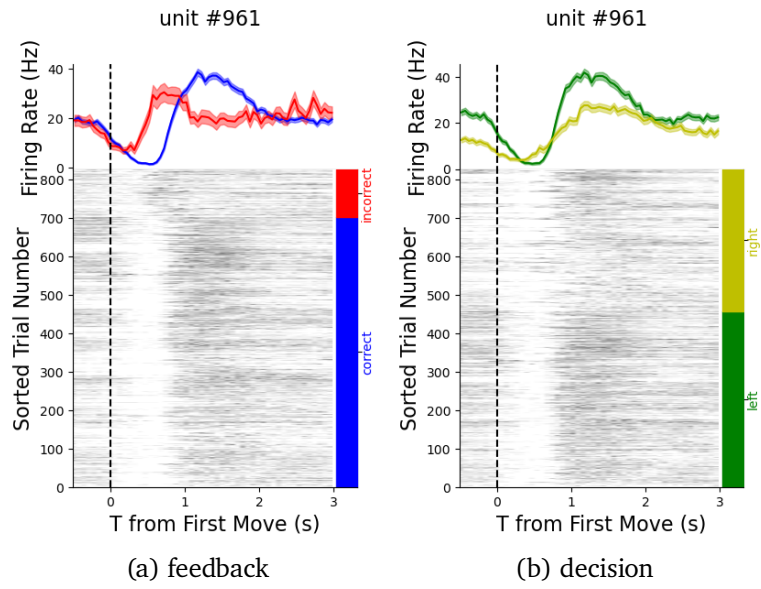 unit #961
Firing Rate (Hz)
40
20
0
Sorted Trial Number
800
700
600
500
400
300
200
100
0
incorrect
correct
0
1
2
3
T from First Move (s)
(a) feedback
unit #961
Firing Rate (Hz)
40
20
0
Sorted Trial Number
800
700
600
500
400
300
200
100
0
right
left
0
1
2
3
T from First Move (s)
(b) decision